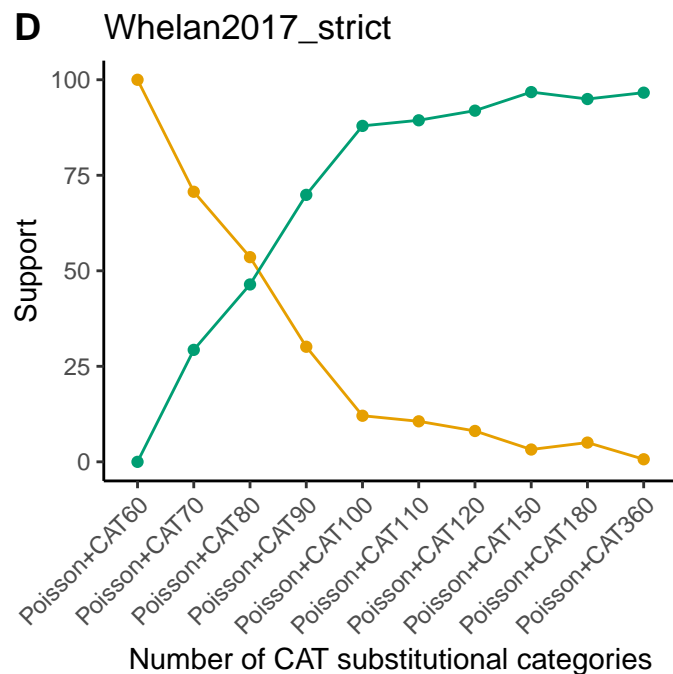 D Whelan2017_strict
Support
100
75
50
25
0
Poisson+CAT60
Poisson+CAT70
Poisson+CAT80
Poisson+CAT90
Poisson+CAT100
Poisson+CAT110
Poisson+CAT120
Poisson+CAT150
Poisson+CAT180
Poisson+CAT360
Number of CAT substitutional categories